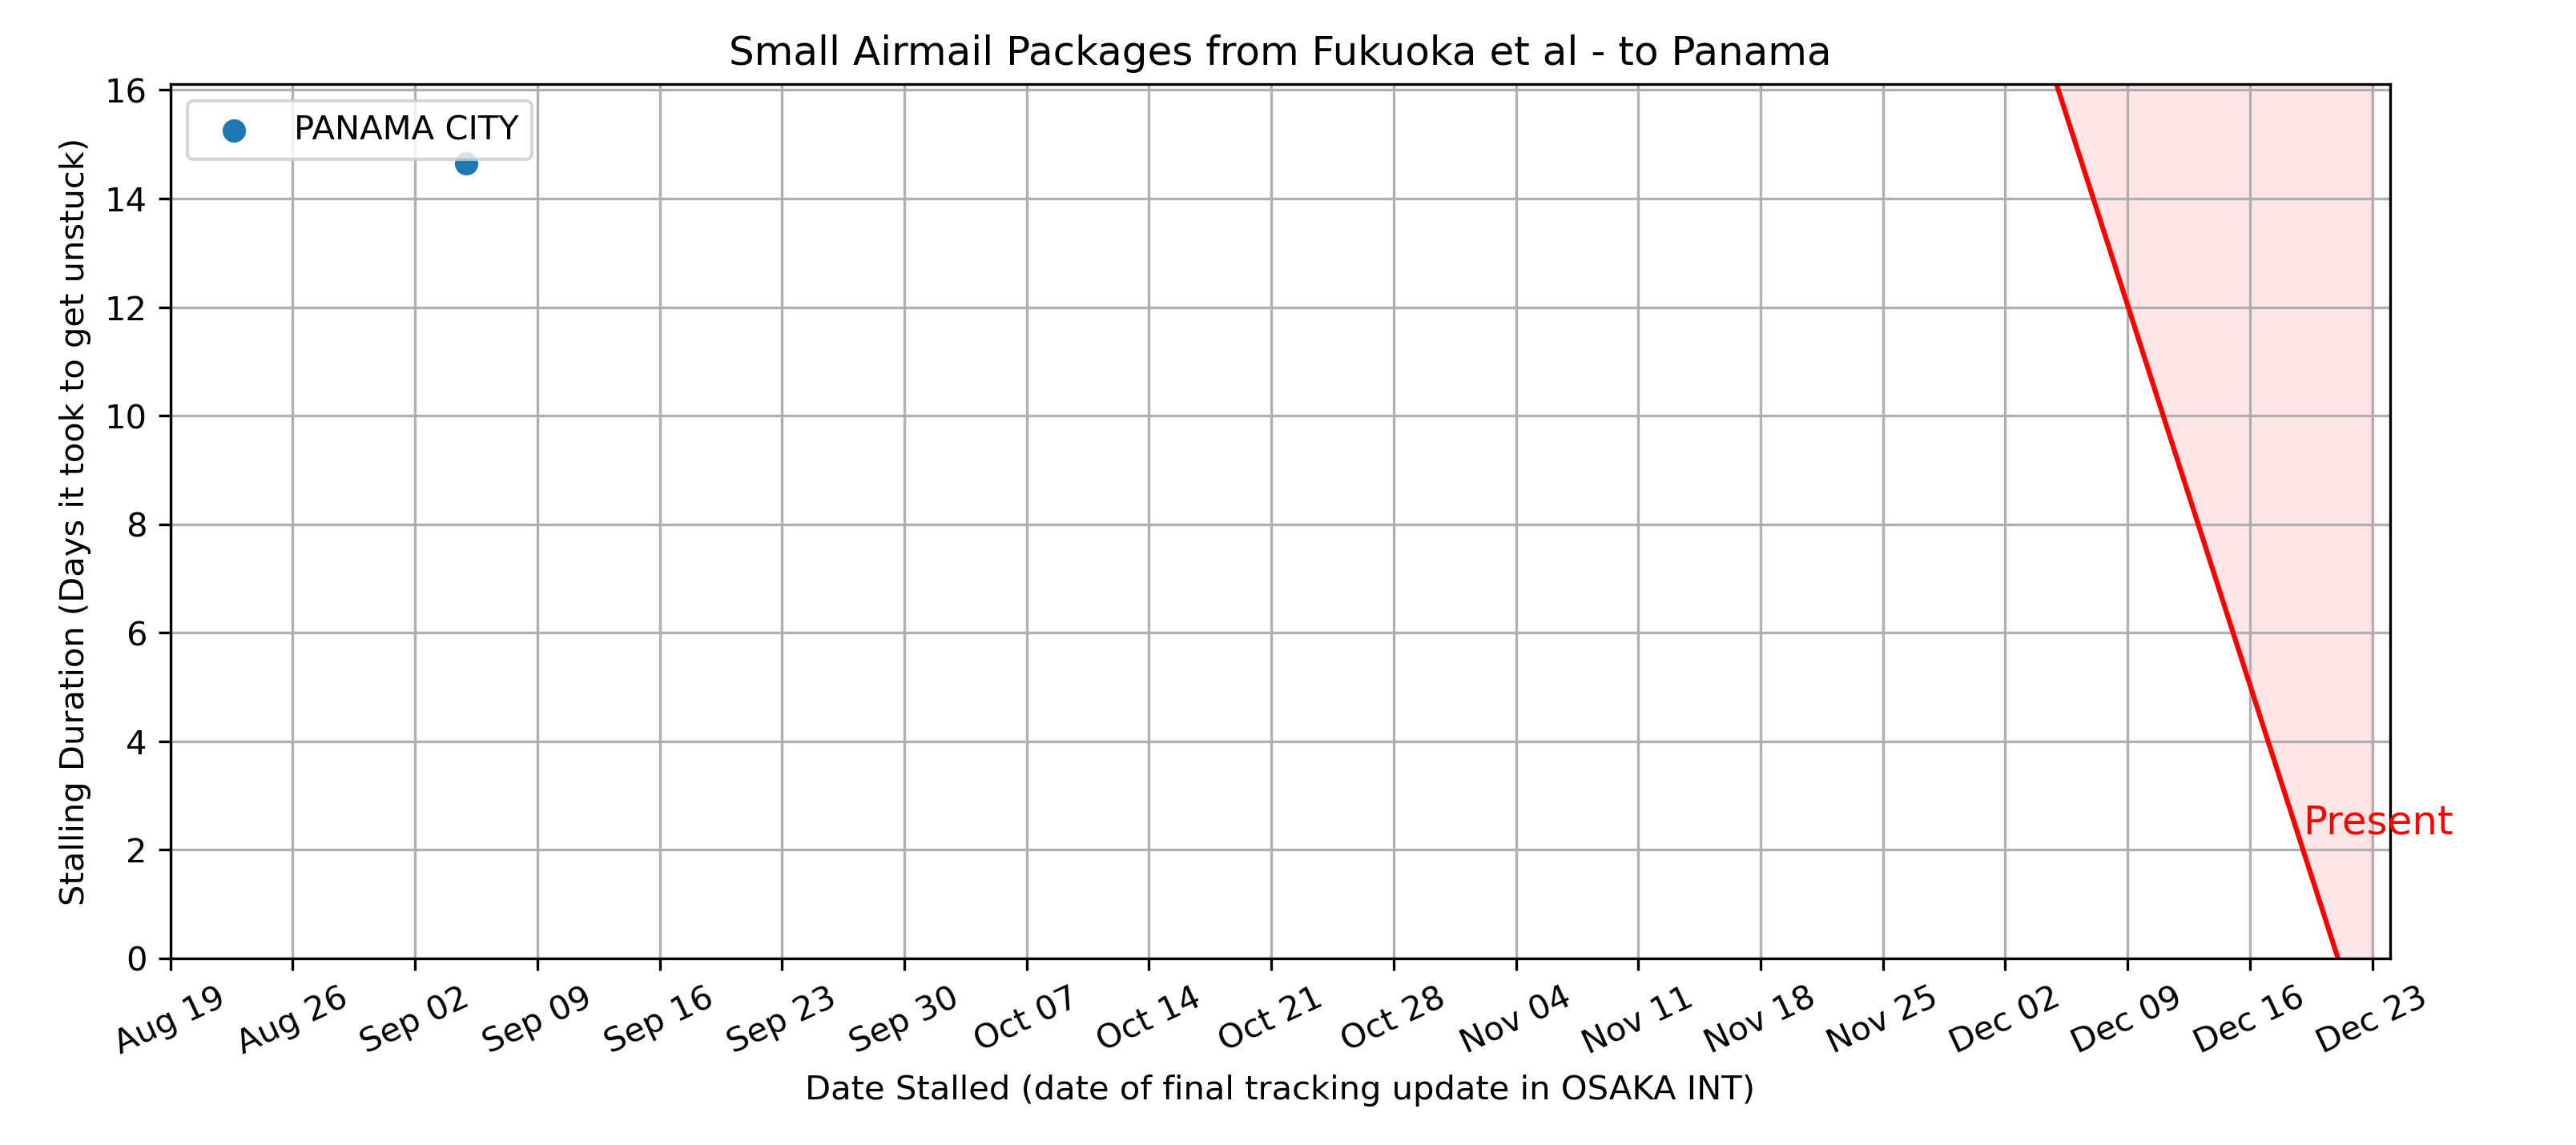 Small Airmail Packages from Fukuoka et al - to Panama
PANAMA CITY
Stalling Duration (Days it took to get unstuck)
16
14
12
10
8
6
4
2
0
Present
Aug 19
Aug 26
Sep 02
Sep 09
Sep 16
Sep 23
Sep 30
Oct 07
Oct 14
Oct 21
Oct 28
Nov 04
Nov 11
Nov 18
Nov 25
Dec 02
Dec 09
Dec 16
Dec 23
Date Stalled (date of final tracking update in OSAKA INT)